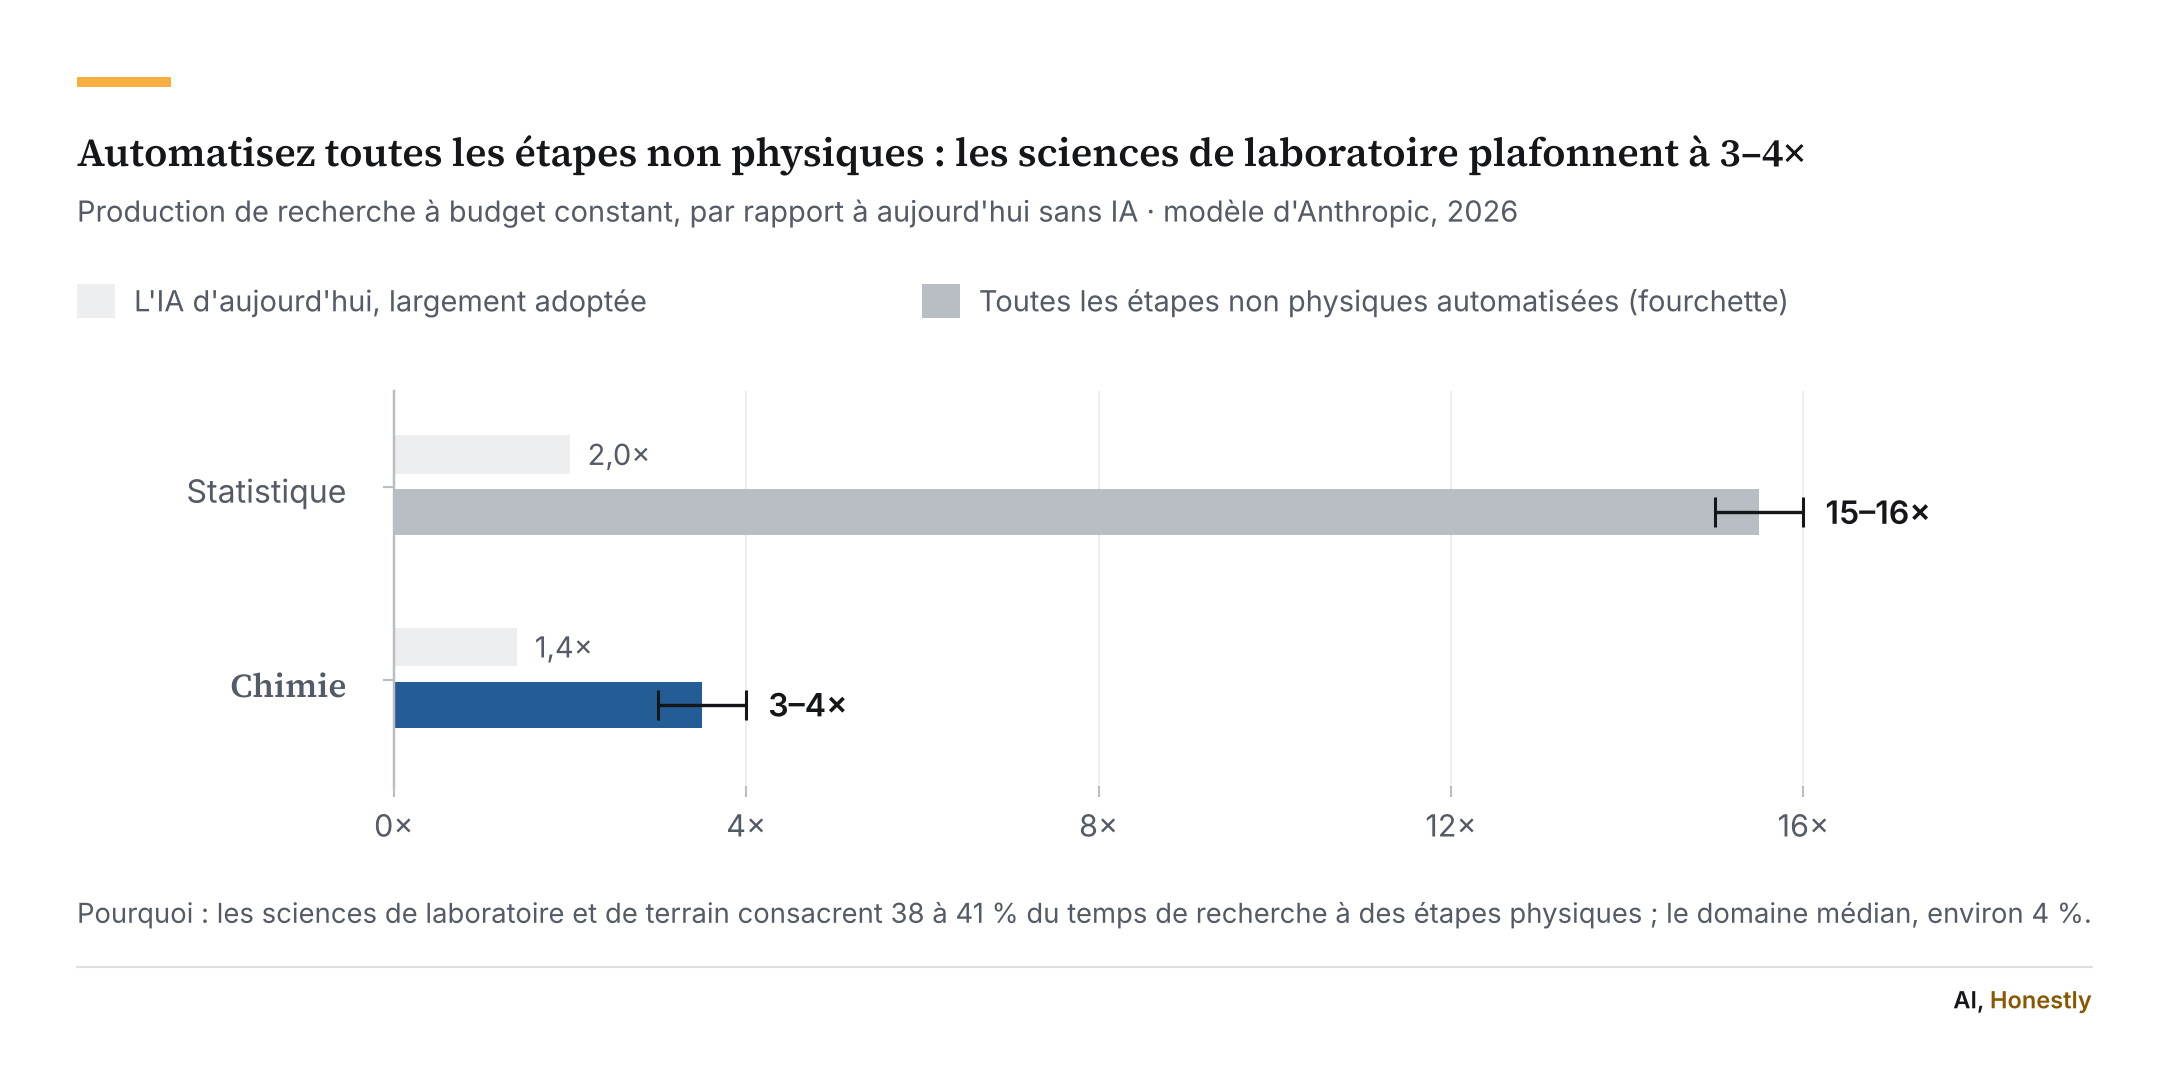 Automatisez toutes les étapes non physiques : les sciences de laboratoire plafonnent à 3–4×
Production de recherche à budget constant, par rapport à aujourd'hui sans IA · modèle d'Anthropic, 2026
L'IA d'aujourd'hui, largement adoptée
Toutes les étapes non physiques automatisées (fourchette)
Statistique
2,0×
15–16×
Chimie
1,4×
3–4×
0×
4×
8×
12×
16×
Pourquoi : les sciences de laboratoire et de terrain consacrent 38 à 41 % du temps de recherche à des étapes physiques ; le domaine médian, environ 4 %.
AI, Honestly